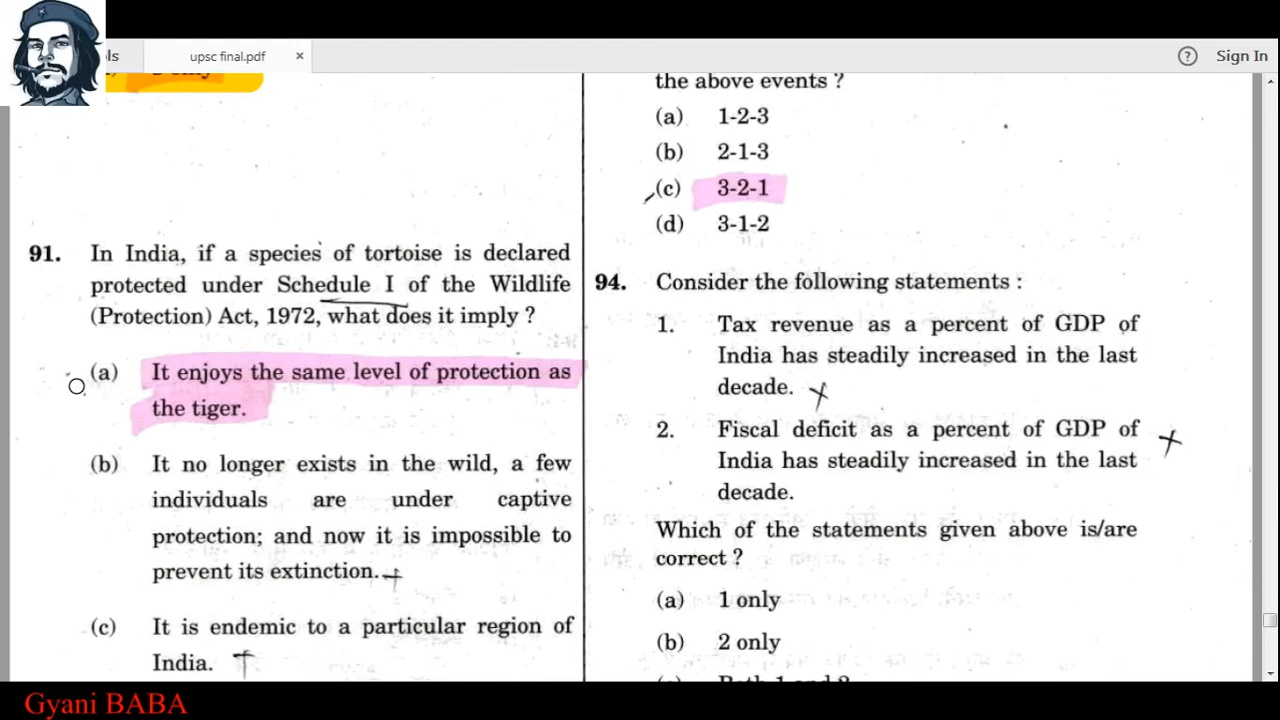 ls
upsc final.pdf
×
? Sign In
91. In India, if a species of tortoise is declared
protected under Schedule I of the Wildlife
(Protection) Act, 1972, what does it imply ?
(a) It enjoys the same level of protection as
the tiger.
(b) It no longer exists in the wild, a few
individuals are under captive
protection; and now it is impossible to
prevent its extinction.
(c) It is endemic to a particular region of
India.
the above events ?
(a) 1-2-3
(b) 2-1-3
(c) 3-2-1
(d) 3-1-2
94. Consider the following statements :
1. Tax revenue as a percent of GDP of
India has steadily increased in the last
decade.
2. Fiscal deficit as a percent of GDP of
India has steadily increased in the last
decade.
Which of the statements given above is/are
correct ?
(a) 1 only
(b) 2 only
Gyani BABA